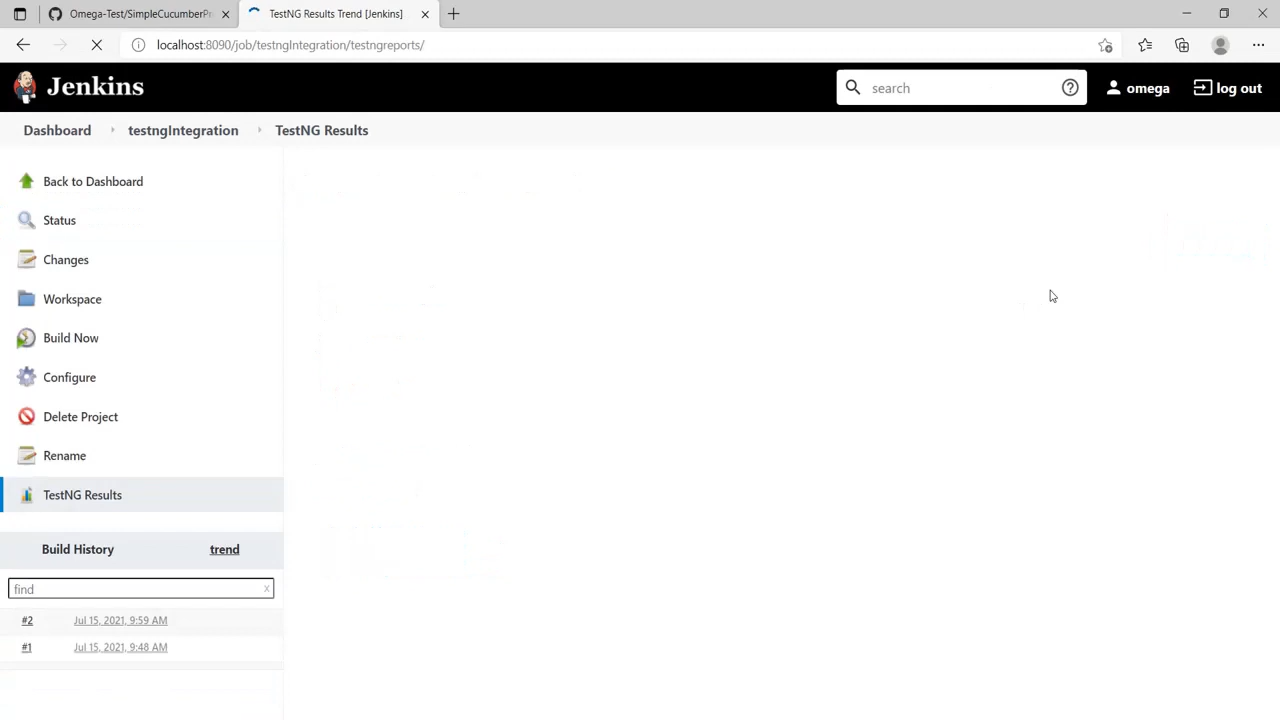 Omega-Test/SimpleCucumberPr
TestNG Results Trend [Jenkins]
localhost:8090/job/testngIntegration/testngreports/
Jenkins
search
omega
log out
Dashboard
testngIntegration
TestNG Results
Back to Dashboard
Status
Changes
Workspace
Build Now
Configure
Delete Project
Rename
TestNG Results
Build History
trend
find
x
#2 Jul 15, 2021, 9:59 AM
#1 Jul 15, 2021, 9:48 AM